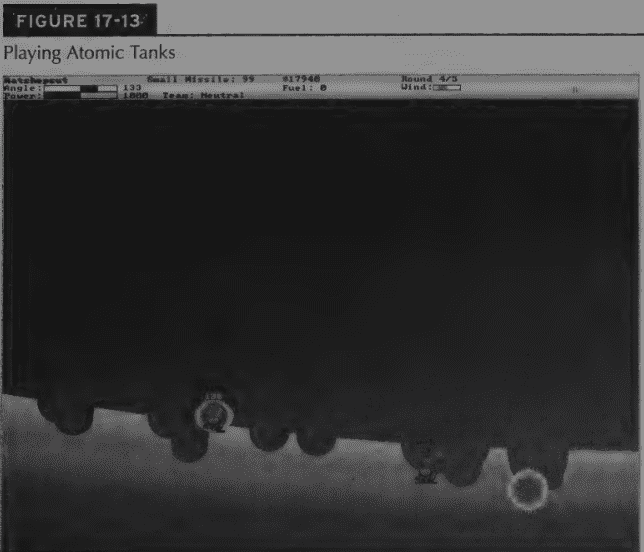 FIGURE 17-13
Playing Atomic Tanks
Small Missile: 99 $17940 Round 4/5
Angle: 133 Fuel: 0 Wind:
Power: 1000 Team: Neutral